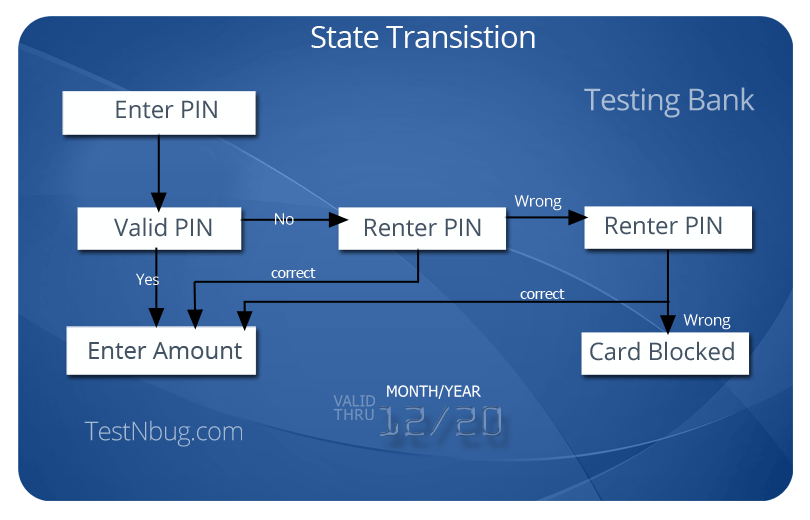 State Transistion
Testing Bank
Enter PIN
Valid PIN
No
Renter PIN
Wrong
Renter PIN
Yes
correct
correct
Wrong
Enter Amount
Card Blocked
MONTH/YEAR
VALID
THRU
12/20
TestNbug.com